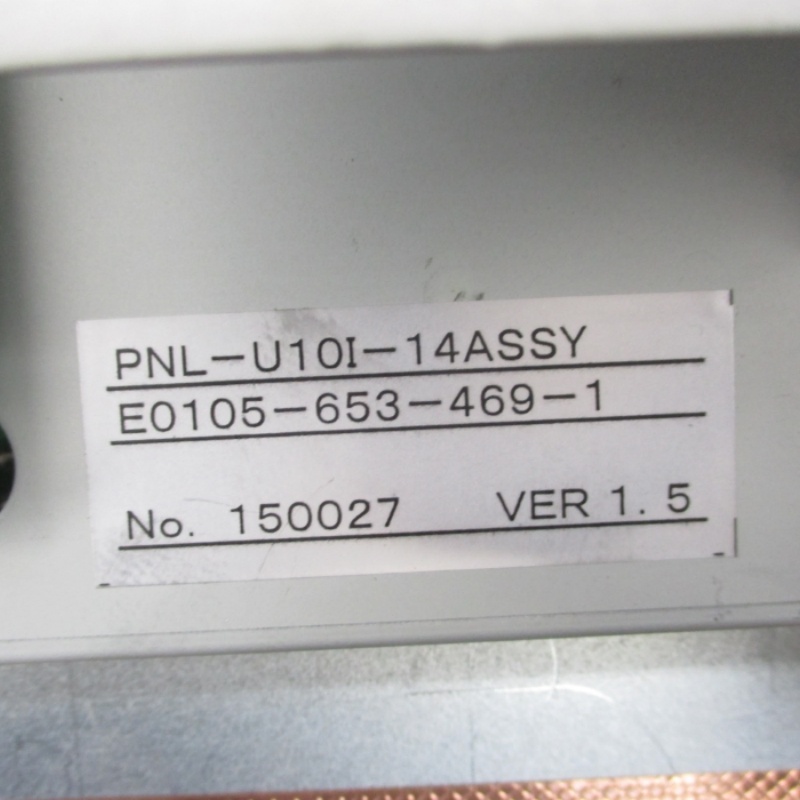 PNL-U10I-14ASSY
E0105-653-469-1
No. 150027 VER 1. 5